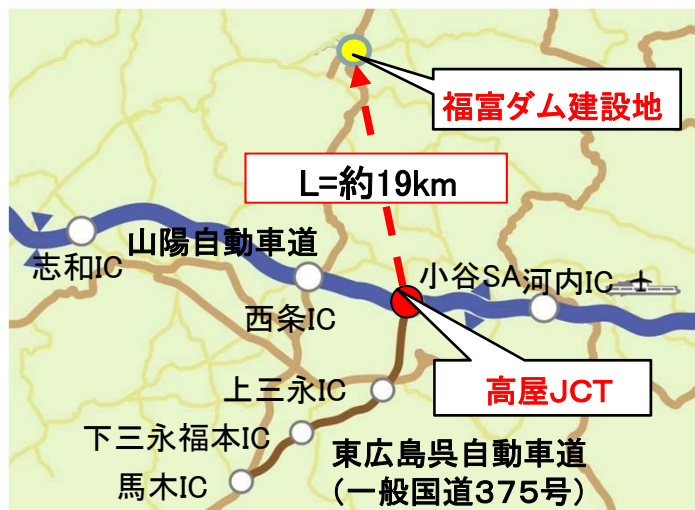 福富ダム建設地
L=約19km
山陽自動車道
志和IC
小谷SA
河内IC
西条IC
上三永IC
高屋JCT
下三永福本IC
東広島呉自動車道
(一般国道375号)
馬木IC